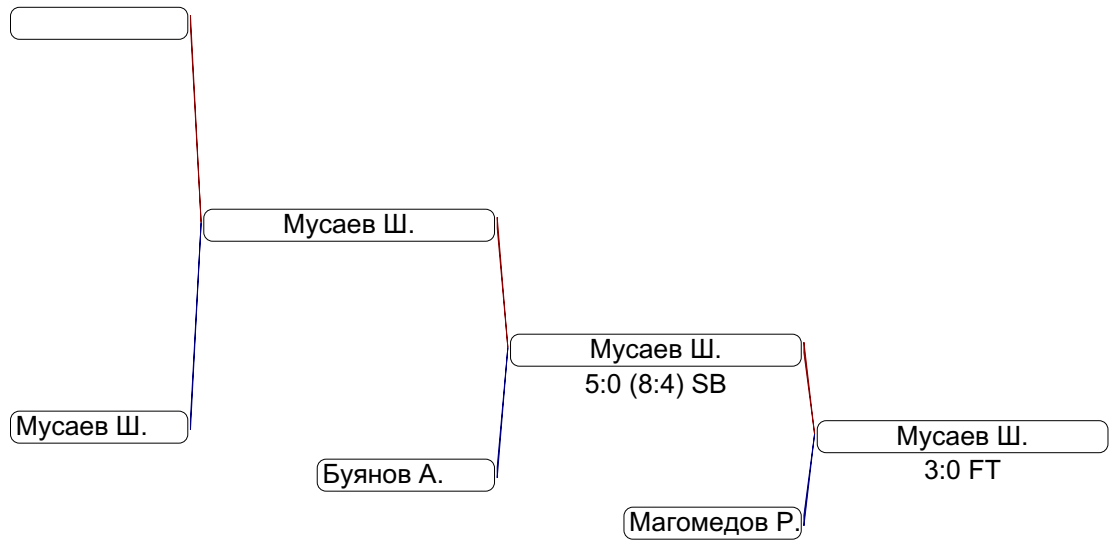 Мусаев Ш.
Мусаев Ш.
5:0 (8:4) SB
Мусаев Ш.
Мусаев Ш.
3:0 FT
Буянов А.
Магомедов Р.